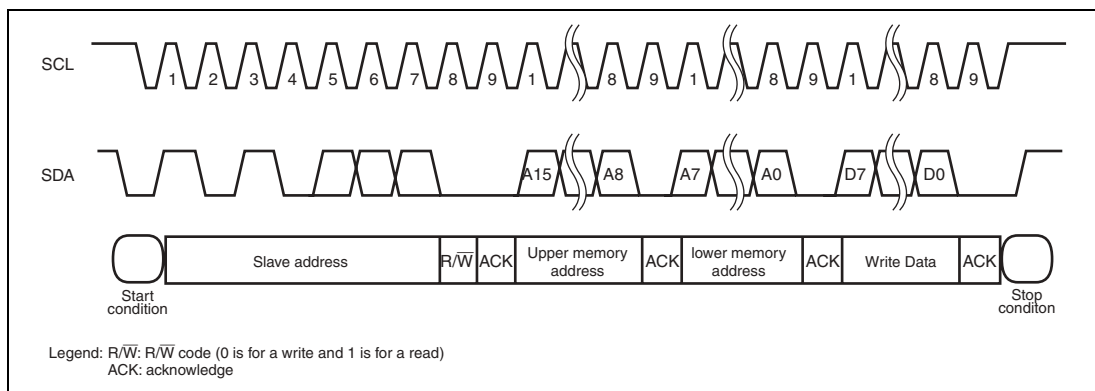 SCL
1 2 3 4 5 6 7 8 9 1 8 9 1 8 9 1 8 9
SDA
A15 A8 A7 A0 D7 D0
Slave address R/W̅ ACK Upper memory address ACK lower memory address ACK Write Data ACK
Start condition
Stop conditon
Legend: R/W̅: R/W̅ code (0 is for a write and 1 is for a read)
ACK: acknowledge